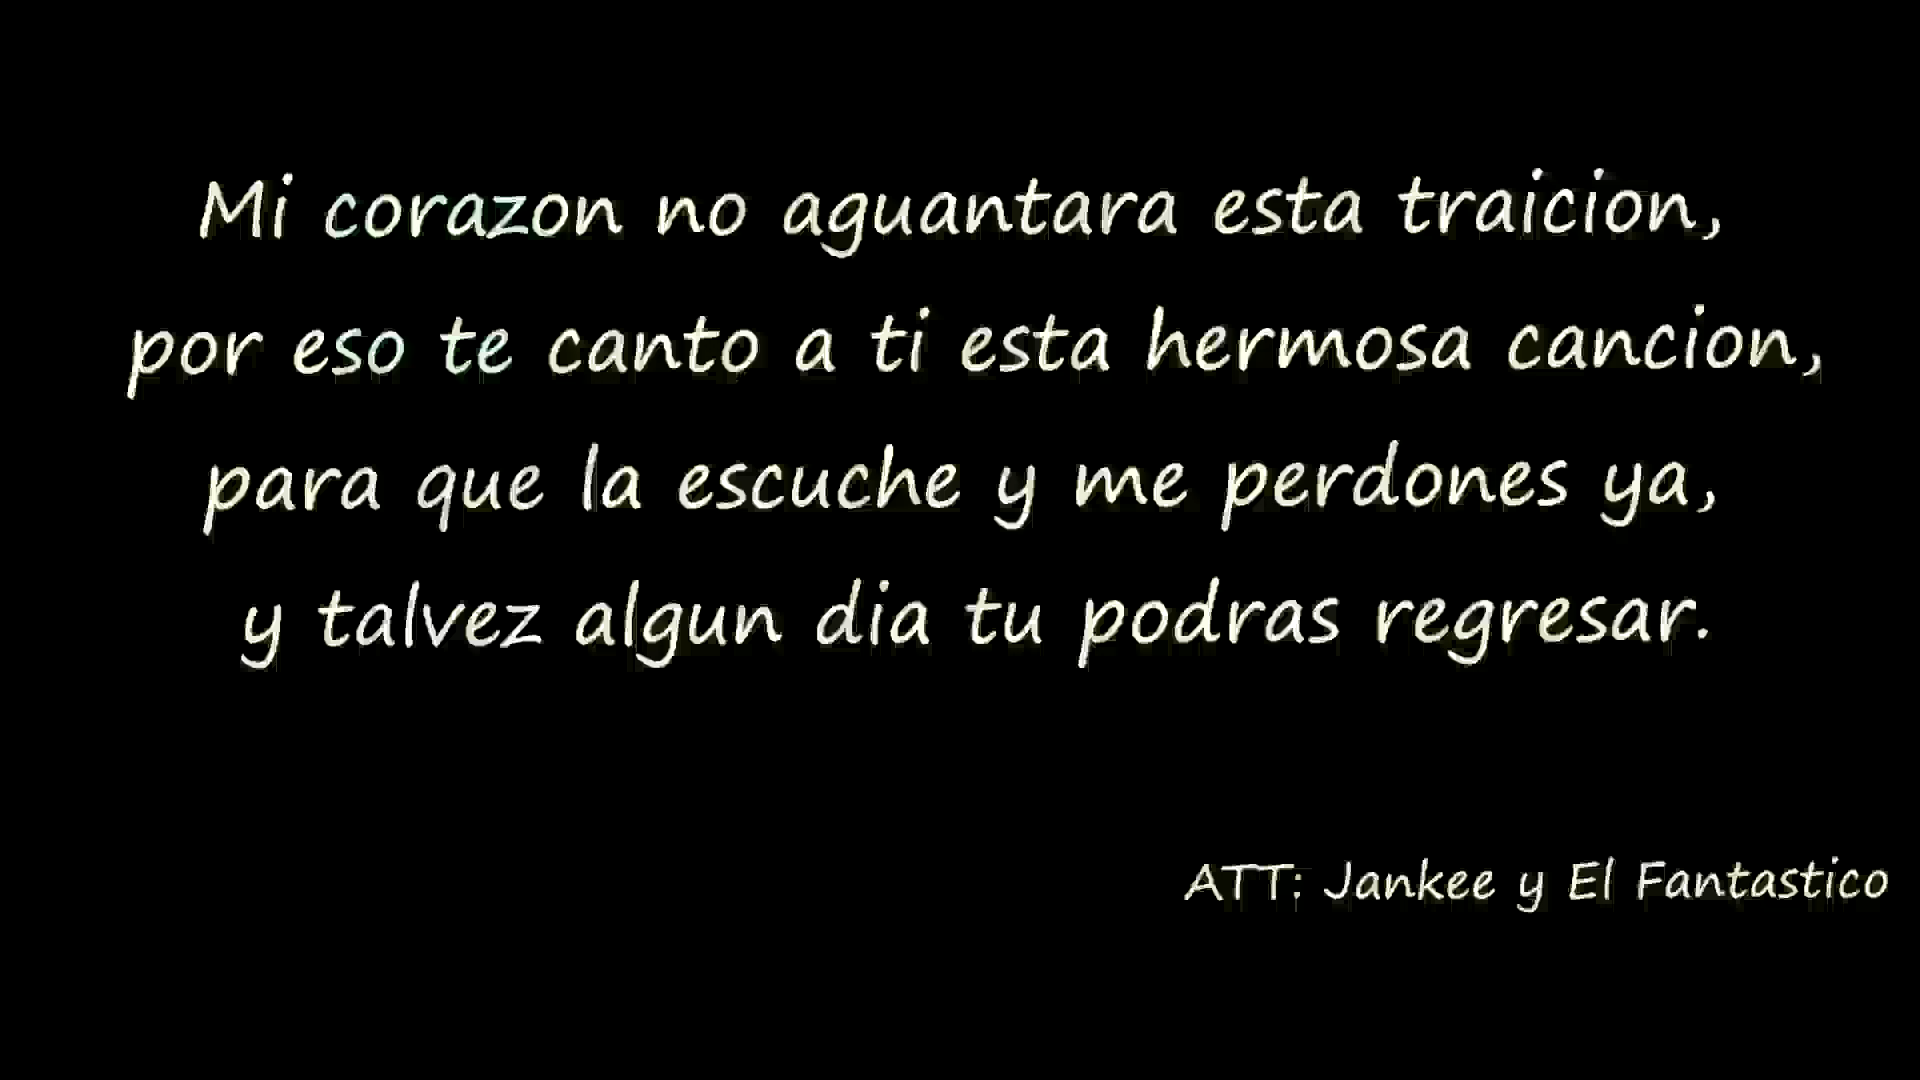 Mi corazon no aguantara esta traicion,
por eso te canto a ti esta hermosa cancion,
para que la escuche y me perdones ya,
y talvez algun dia tu podras regresar.
ATT: Jankee y El Fantastico